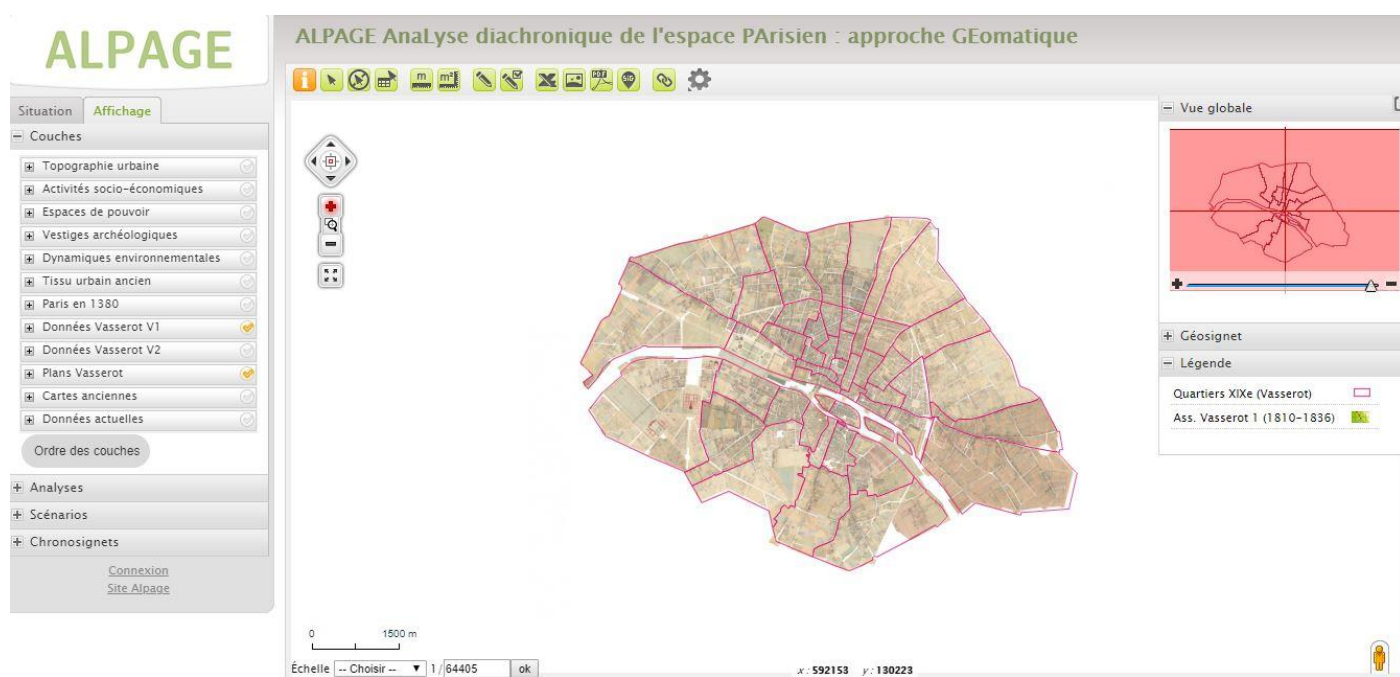 ALPAGE
ALPAGE AnaLyse diachronique de l'espace PArisien : approche GEomatique
i
m
m²
PDF
SIG
Situation
Affichage
Couches
Topographie urbaine
Activités socio-économiques
Espaces de pouvoir
Vestiges archéologiques
Dynamiques environnementales
Tissu urbain ancien
Paris en 1380
Données Vasserot V1
Données Vasserot V2
Plans Vasserot
Cartes anciennes
Données actuelles
Ordre des couches
Analyses
Scénarios
Chronosignets
Connexion
Site Alpage
0 1500 m
Échelle -- Choisir -- 1/ 64405 ok
x : 592153 y : 130223
Vue globale
Géosignet
Légende
Quartiers XIXe (Vasserot)
Ass. Vasserot 1 (1810-1836)